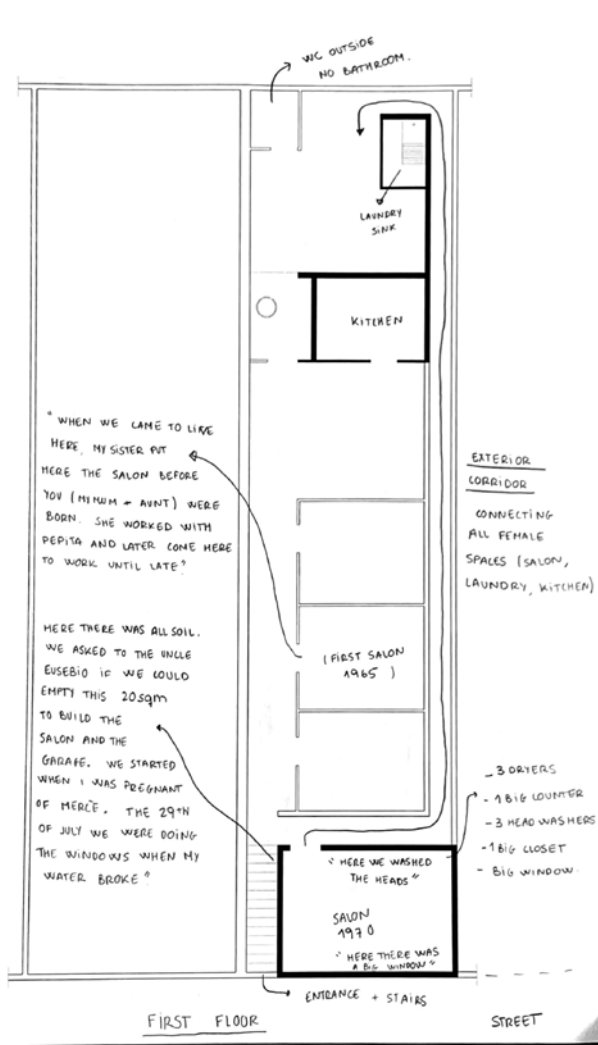 WC OUTSIDE
NO BATHROOM.
LAUNDRY
SINK
KITCHEN
"WHEN WE CAME TO LIVE
HERE, MY SISTER PUT
HERE THE SALON BEFORE
YOU (MY MUM + AUNT) WERE
BORN. SHE WORKED WITH
PEPITA AND LATER COME HERE
TO WORK UNTIL LATE"
EXTERIOR
CORRIDOR
CONNECTING
ALL FEMALE
SPACES (SALON,
LAUNDRY, KITCHEN)
(FIRST SALON
1965)
HERE THERE WAS ALL SOIL.
WE ASKED TO THE UNCLE
EUSEBIO IF WE COULD
EMPTY THIS 20sqm
TO BUILD THE
SALON AND THE
GARAGE. WE STARTED
WHEN I WAS PREGNANT
OF MERCÈ. THE 29TH
OF JULY WE WERE DOING
THE WINDOWS WHEN MY
WATER BROKE"
- 3 DRYERS
- 1 BIG COUNTER
- 3 HEAD WASHERS
- 1 BIG CLOSET
- BIG WINDOW.
"HERE WE WASHED
THE HEADS"
SALON
1970
"HERE THERE WAS
A BIG WINDOW"
ENTRANCE + STAIRS
FIRST FLOOR
STREET